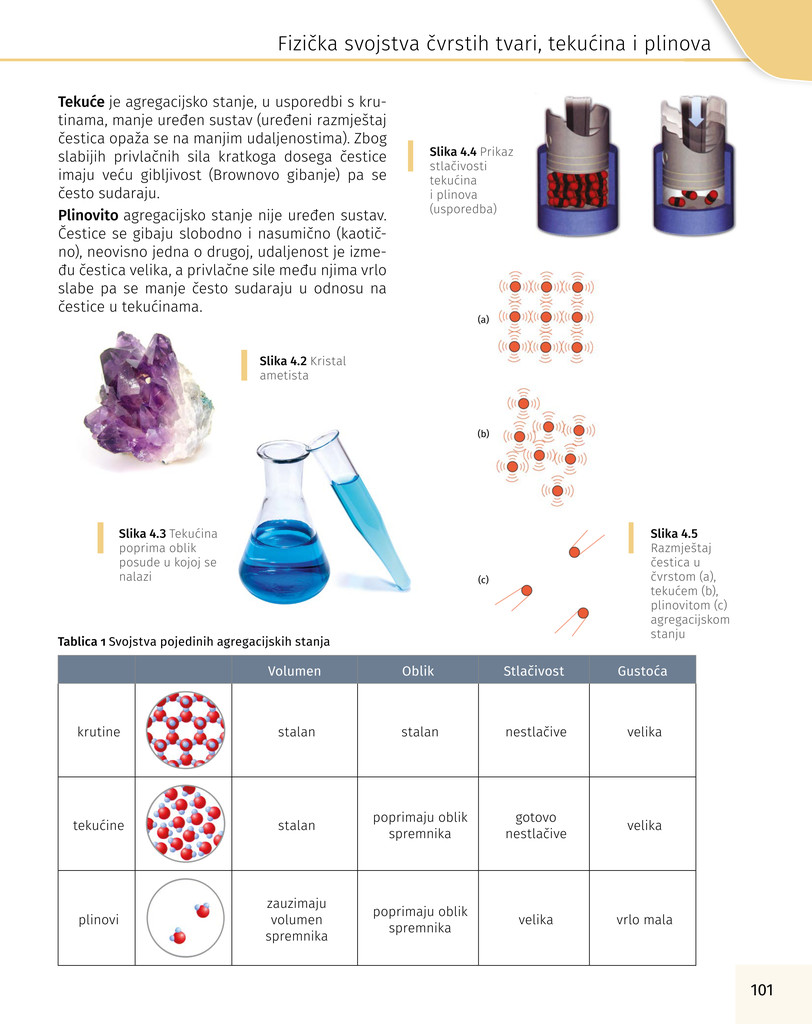 Fizička svojstva čvrstih tvari, tekućina i plinova
Tekuće je agregacijsko stanje, u usporedbi s kru-
tinama, manje uređen sustav (uređeni razmještaj
čestica opaža se na manjim udaljenostima). Zbog
slabijih privlačnih sila kratkoga dosega čestice
imaju veću gibljivost (Brownovo gibanje) pa se
često sudaraju.
Plinovito agregacijsko stanje nije uređen sustav.
Čestice se gibaju slobodno i nasumično (kaotič-
no), neovisno jedna o drugoj, udaljenost je izme-
đu čestica velika, a privlačne sile među njima vrlo
slabe pa se manje često sudaraju u odnosu na
čestice u tekućinama.
Slika 4.4 Prikaz
stlačivosti
tekućina
i plinova
(usporedba)
Slika 4.2 Kristal
ametista
Slika 4.3 Tekućina
poprima oblik
posude u kojoj se
nalazi
(a)
(b)
(c)
Slika 4.5
Razmještaj
čestica u
čvrstom (a),
tekućem (b),
plinovitom (c)
agregacijskom
stanju
Tablica 1 Svojstva pojedinih agregacijskih stanja
Volumen Oblik Stlačivost Gustoća
krutine stalan stalan nestlačive velika
tekućine stalan poprimaju oblik
spremnika gotovo
nestlačive velika
plinovi zauzimaju
volumen
spremnika poprimaju oblik
spremnika velika vrlo mala
101